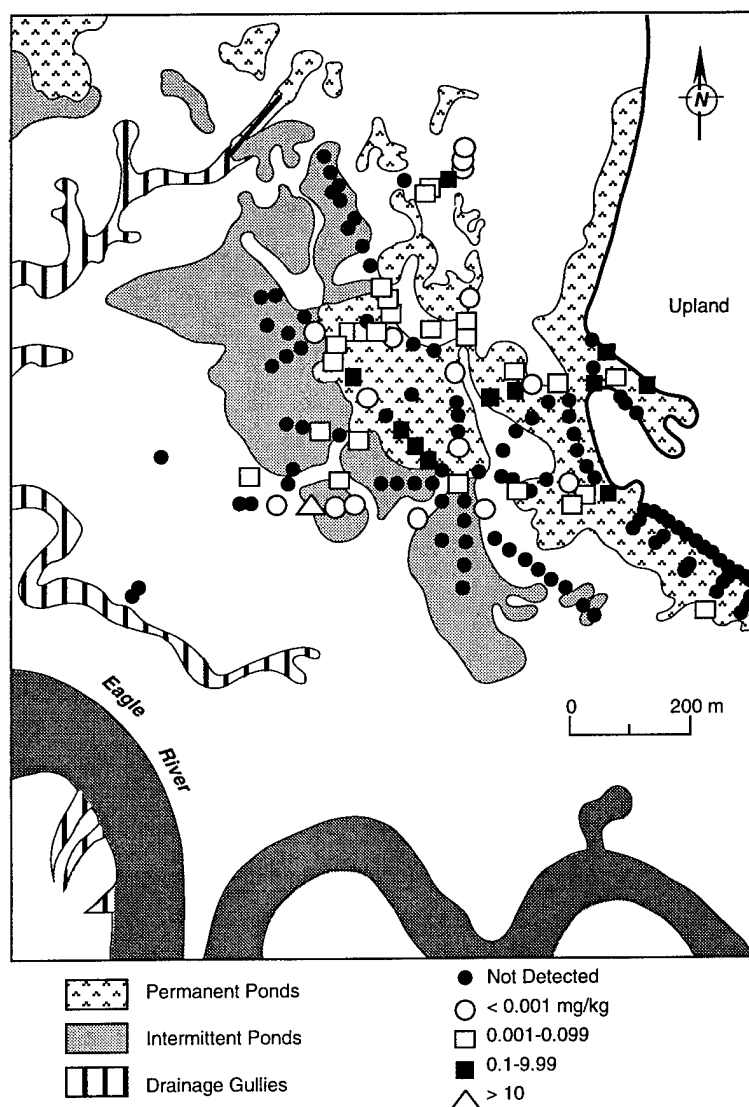 N
Upland
0 200 m
Eagle
River
Permanent Ponds
Intermittent Ponds
Drainage Gullies
Not Detected
< 0.001 mg/kg
0.001-0.099
0.1-9.99
> 10